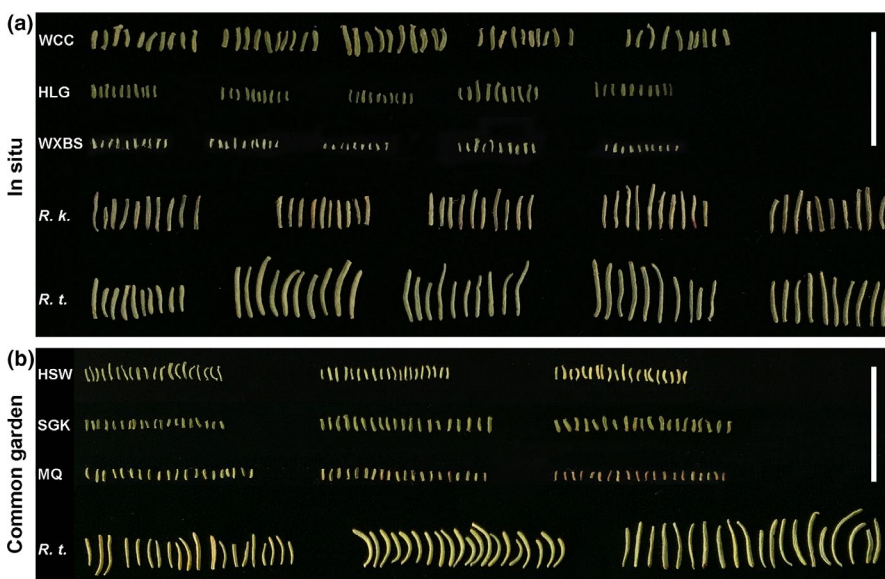 (a)
In situ
WCC
HLG
WXBS
R. k.
R. t.
(b)
Common garden
HSW
SGK
MQ
R. t.